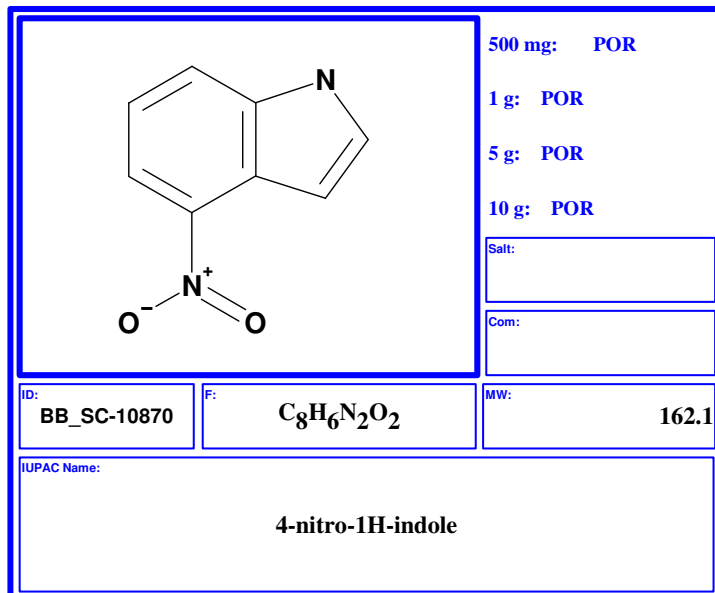 500 mg: POR
1 g: POR
5 g: POR
10 g: POR
N
N+
O− O
Salt:
Com:
ID: BB_SC-10870
F: C8H6N2O2
MW: 162.1
IUPAC Name:
4-nitro-1H-indole